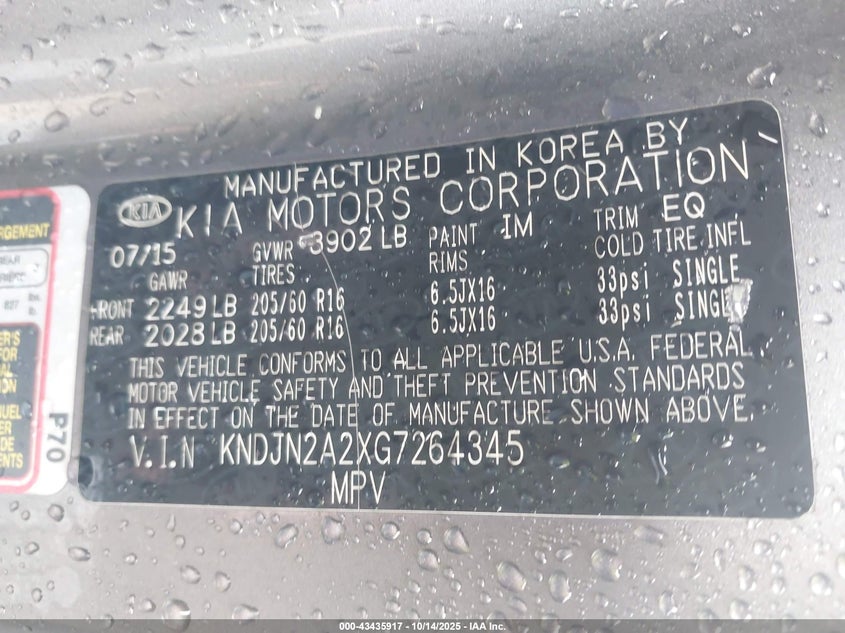 MANUFACTURED IN KOREA BY
KIA KIA MOTORS CORPORATION
07/15 GVWR 3902 LB PAINT IM TRIM EQ
GAWR TIRES RIMS COLD TIRE INFL
FRONT 2249 LB 205/60 R16 6.5JX16 33psi SINGLE
REAR 2028 LB 205/60 R16 6.5JX16 33psi SINGLE
THIS VEHICLE CONFORMS TO ALL APPLICABLE U.S.A. FEDERAL
MOTOR VEHICLE SAFETY AND THEFT PREVENTION STANDARDS
IN EFFECT ON THE DATE OF MANUFACTURE SHOWN ABOVE.
V.I.N KNDJN2A2XG7264345
MPV
REAR
P70
000-43435917 - 10/14/2025 - IAA Inc.